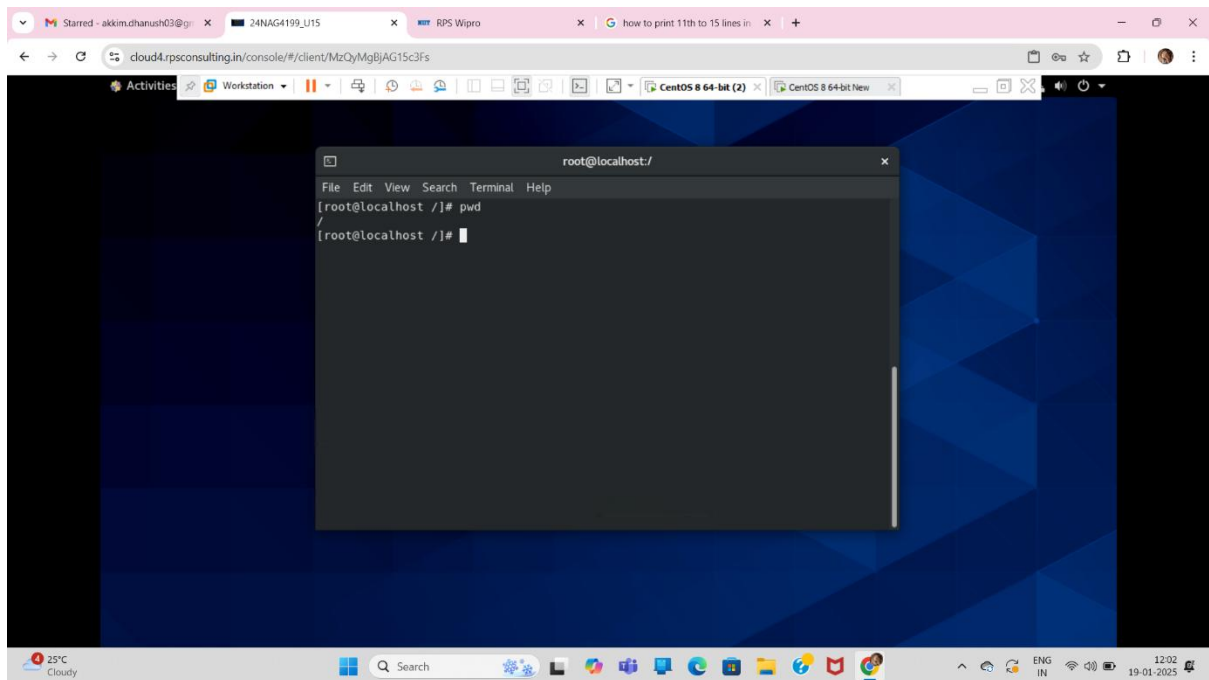 Starred - akkim.dhanush03@gm
24NAG4199_U15
RPS Wipro
G how to print 11th to 15 lines in
cloud4.rpsconsulting.in/console/#/client/MzQyMgBjAG15c3Fs
Activities
Workstation
CentOS 8 64-bit (2)
CentOS 8 64-bit New
root@localhost:/
File Edit View Search Terminal Help
[root@localhost /]# pwd
/
[root@localhost /]#
4
25°C
Cloudy
Search
ENG
IN
12:02
19-01-2025